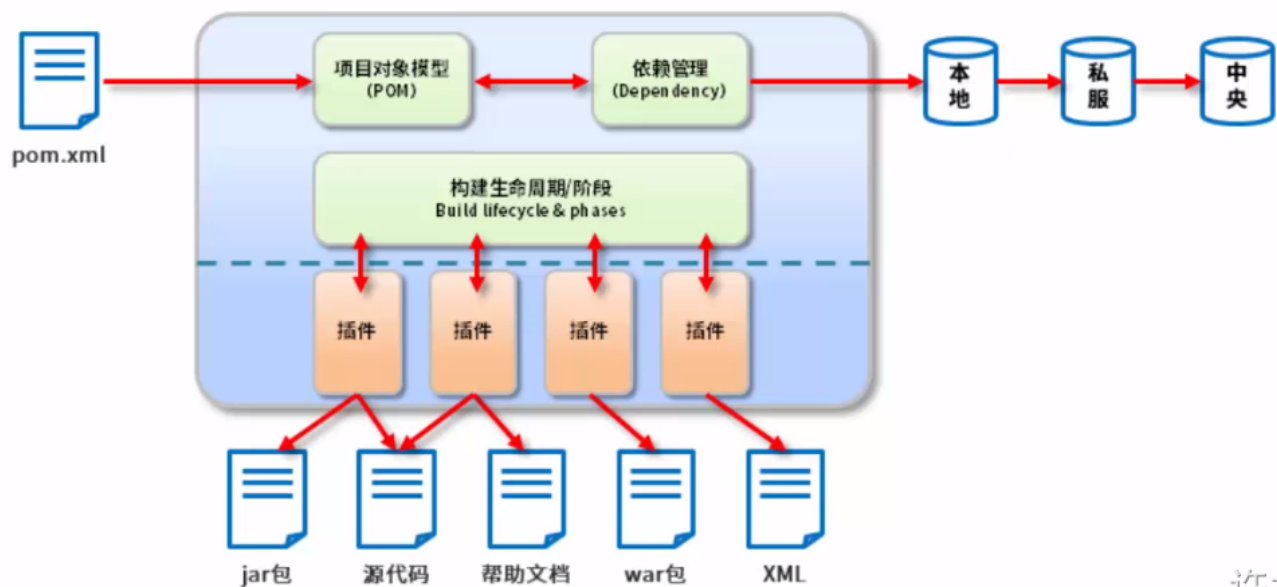 项目对象模型
(POM)
依赖管理
(Dependency)
本
地
私
服
中
央
pom.xml
构建生命周期/阶段
Build lifecycle & phases
插件
插件
插件
插件
jar包
源代码
帮助文档
war包
XML